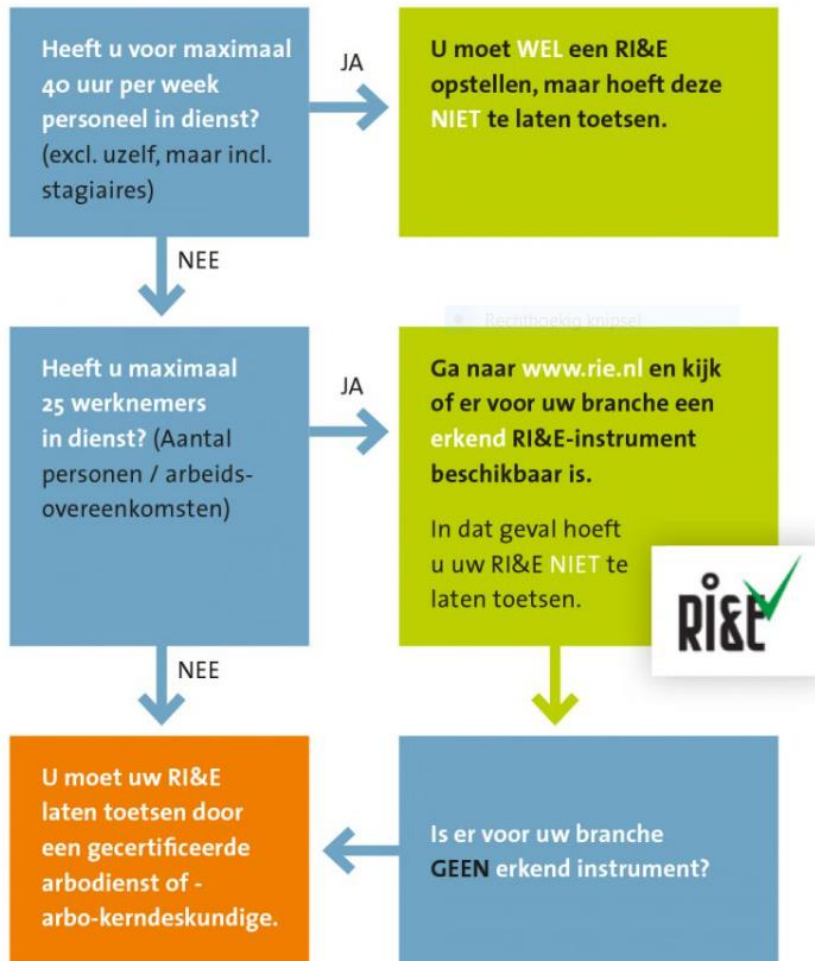 Heeft u voor maximaal
40 uur per week
personeel in dienst?
(excl. uzelf, maar incl.
stagiaires)
JA
U moet WEL een RI&E
opstellen, maar hoeft deze
NIET te laten toetsen.
NEE
Rechthoekig knipsel
Heeft u maximaal
25 werknemers
in dienst? (Aantal
personen / arbeids-
overeenkomsten)
JA
Ga naar www.rie.nl en kijk
of er voor uw branche een
erkend RI&E-instrument
beschikbaar is.
In dat geval hoeft
u uw RI&E NIET te
laten toetsen.
RI&E
NEE
U moet uw RI&E
laten toetsen door
een gecertificeerde
arbodienst of -
arbo-kerndeskundige.
Is er voor uw branche
GEEN erkend instrument?